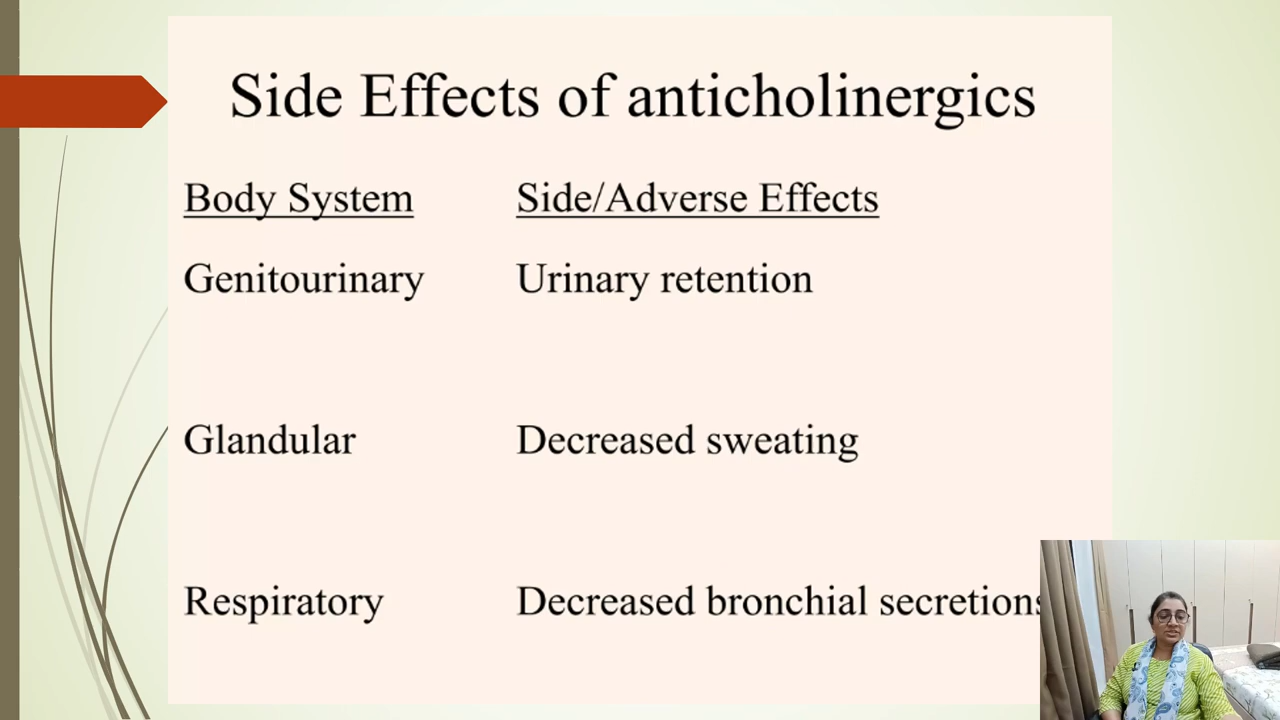 Side Effects of anticholinergics
Body System Side/Adverse Effects
Genitourinary Urinary retention
Glandular Decreased sweating
Respiratory Decreased bronchial secretions